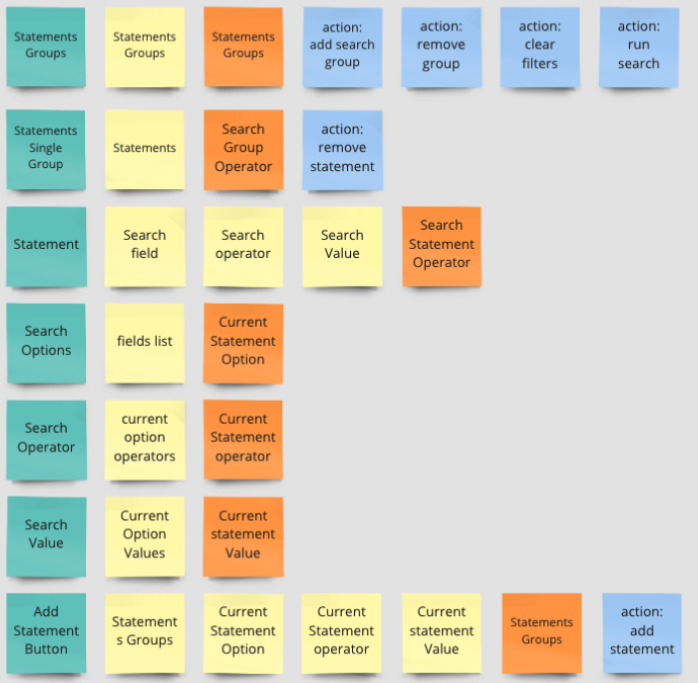 Statements
Groups
Statements
Groups
Statements
Groups
action:
add search
group
action:
remove
group
action:
clear
filters
action:
run
search
Statements
Single
Group
Statements
Search
Group
Operator
action:
remove
statement
Statement
Search
field
Search
operator
Search
Value
Search
Statement
Operator
Search
Options
fields list
Current
Statement
Option
Search
Operator
current
option
operators
Current
Statement
operator
Search
Value
Current
Option
Values
Current
statement
Value
Add
Statement
Button
Statement
s Groups
Current
Statement
Option
Current
Statement
operator
Current
statement
Value
Statements
Groups
action:
add
statement